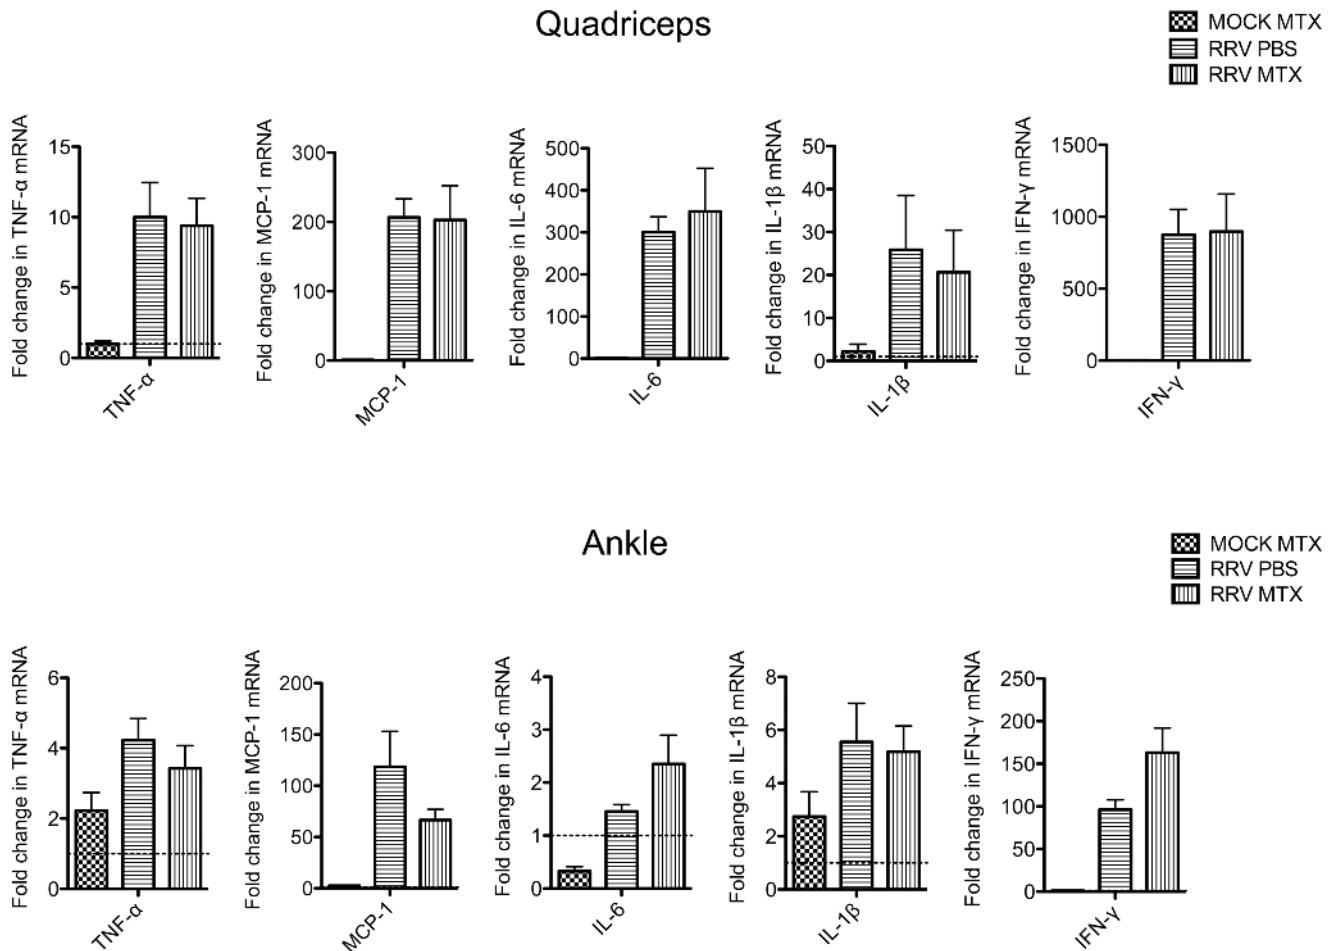 Quadriceps
MOCK MTX
RRV PBS
RRV MTX
Fold change in TNF-α mRNA
15
10
5
0
TNF-α
Fold change in MCP-1 mRNA
300
200
100
0
MCP-1
Fold change in IL-6 mRNA
500
400
300
200
100
0
IL-6
Fold change in IL-1β mRNA
50
40
30
20
10
0
IL-1β
Fold change in IFN-γ mRNA
1500
1000
500
0
IFN-γ
Ankle
MOCK MTX
RRV PBS
RRV MTX
Fold change in TNF-α mRNA
6
4
2
0
TNF-α
Fold change in MCP-1 mRNA
200
150
100
50
0
MCP-1
Fold change in IL-6 mRNA
4
3
2
1
0
IL-6
Fold change in IL-1β mRNA
8
6
4
2
0
IL-1β
Fold change in IFN-γ mRNA
250
200
150
100
50
0
IFN-γ